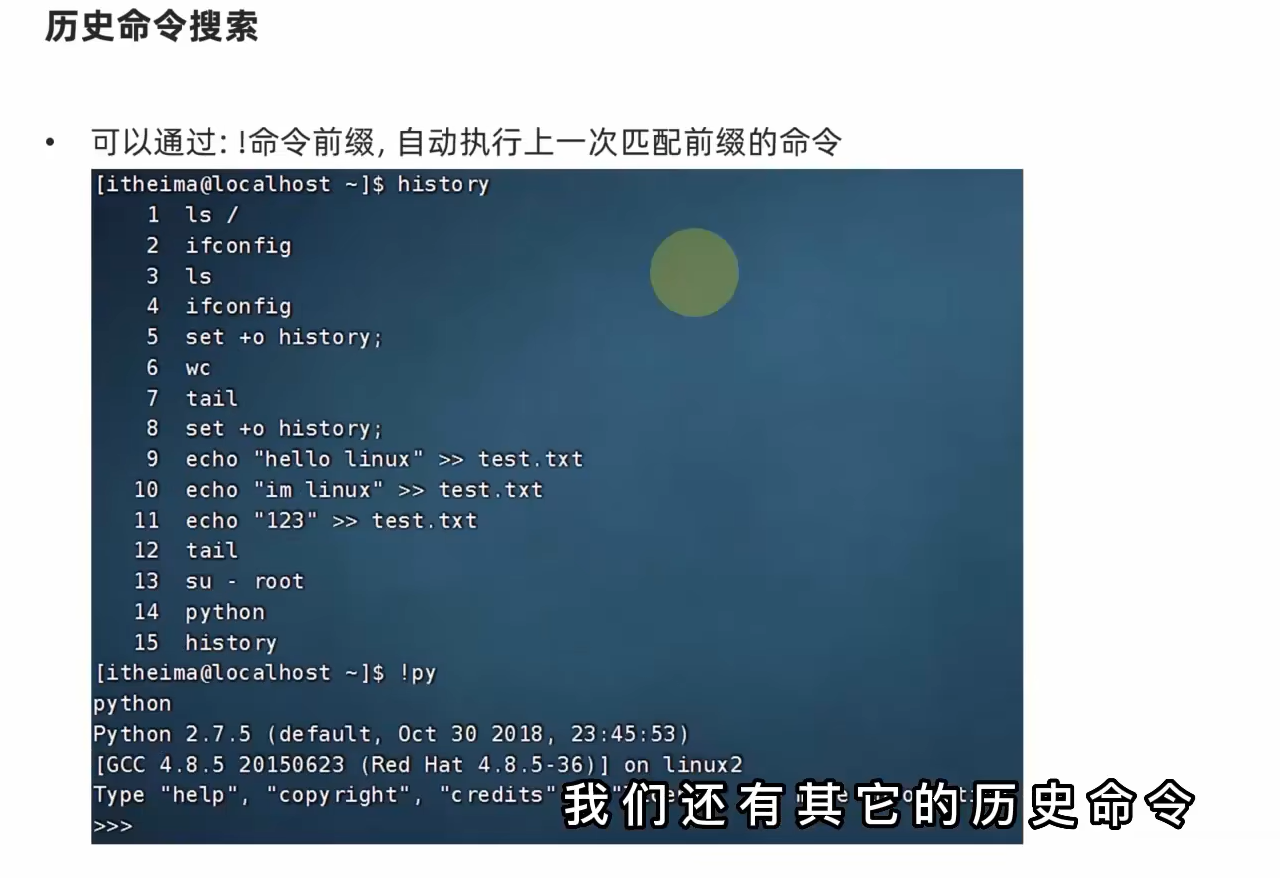 历史命令搜索
• 可以通过: !命令前缀, 自动执行上一次匹配前缀的命令
[itheima@localhost ~]$ history
1 ls /
2 ifconfig
3 ls
4 ifconfig
5 set +o history;
6 wc
7 tail
8 set +o history;
9 echo "hello linux" >> test.txt
10 echo "im linux" >> test.txt
11 echo "123" >> test.txt
12 tail
13 su - root
14 python
15 history
[itheima@localhost ~]$ !py
python
Python 2.7.5 (default, Oct 30 2018, 23:45:53)
[GCC 4.8.5 20150623 (Red Hat 4.8.5-36)] on linux2
Type "help", "copyright", "credits"
>>>
我们还有其它的历史命令